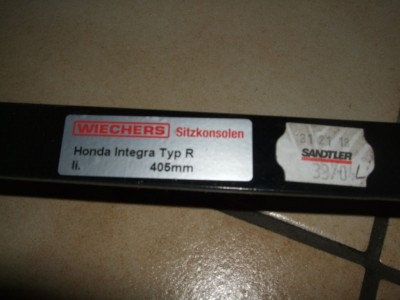 WIECHERS Sitzkonsolen
Honda Integra Typ R
li. 405mm
SANDTLER